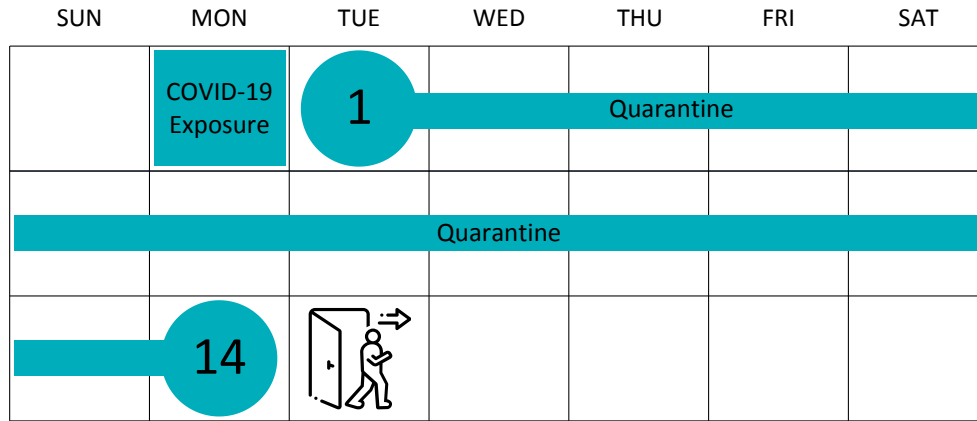 SUN MON TUE WED THU FRI SAT
COVID-19
Exposure
1
Quarantine
Quarantine
14